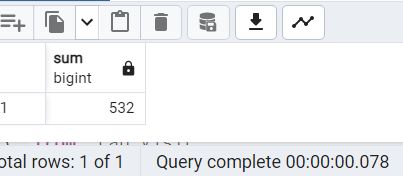 sum
bigint
1 532
otal rows: 1 of 1 Query complete 00:00:00.078